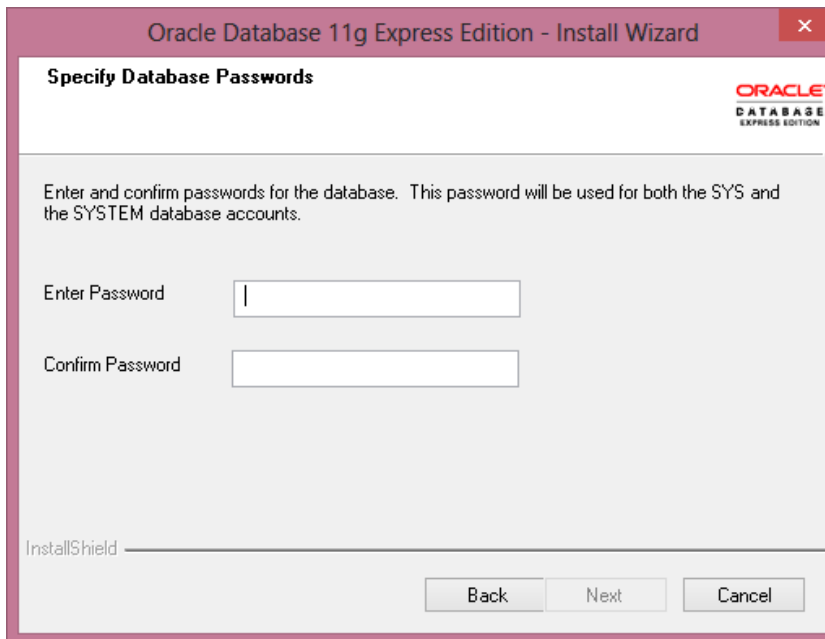 Oracle Database 11g Express Edition - Install Wizard
Specify Database Passwords
ORACLE
DATABASE
EXPRESS EDITION
Enter and confirm passwords for the database. This password will be used for both the SYS and
the SYSTEM database accounts.
Enter Password
Confirm Password
InstallShield
Back Next Cancel